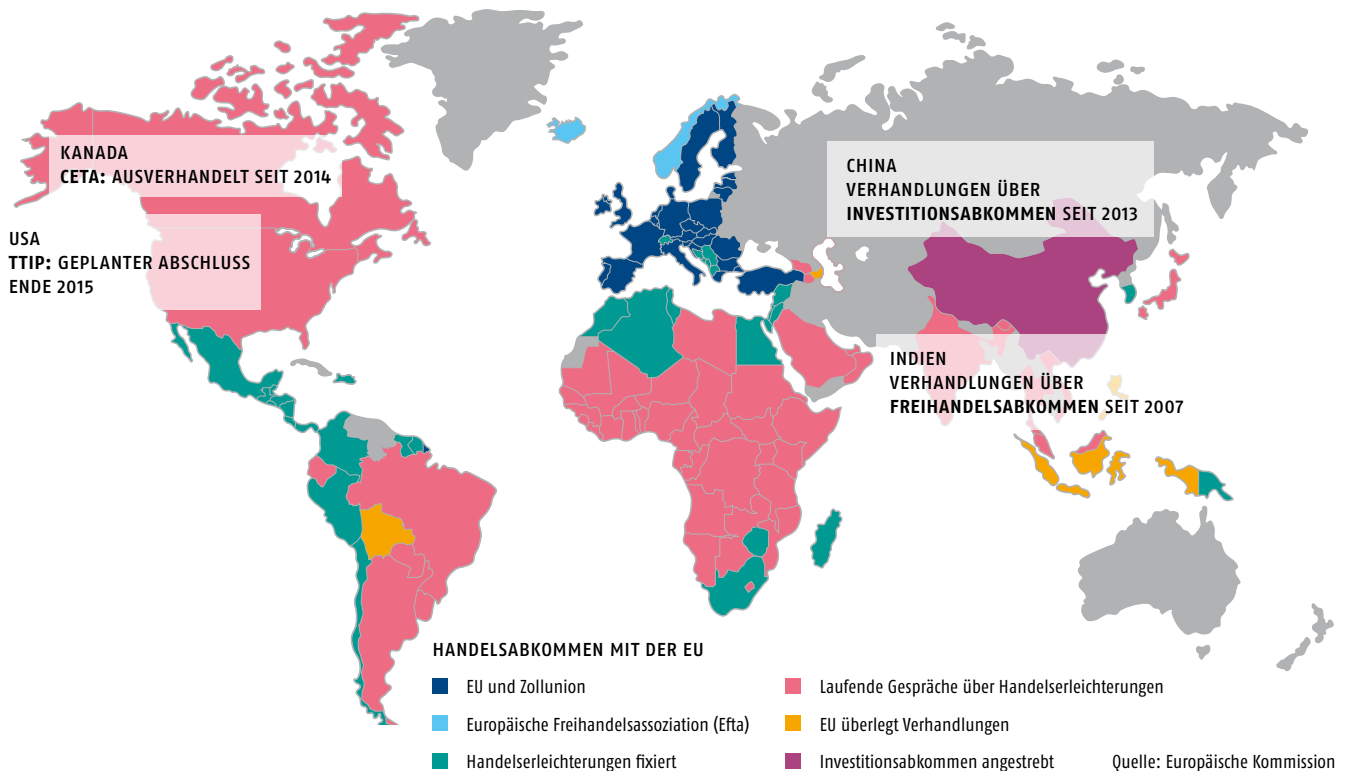 KANADA
CETA: AUSVERHANDELT SEIT 2014
USA
TTIP: GEPLANTER ABSCHLUSS
ENDE 2015
CHINA
VERHANDLUNGEN ÜBER
INVESTITIONSABKOMMEN SEIT 2013
INDIEN
VERHANDLUNGEN ÜBER
FREIHANDELSABKOMMEN SEIT 2007
HANDELSABKOMMEN MIT DER EU
EU und Zollunion
Europäische Freihandelsassoziation (Efta)
Handelserleichterungen fixiert
Laufende Gespräche über Handelserleichterungen
EU überlegt Verhandlungen
Investitionsabkommen angestrebt
Quelle: Europäische Kommission